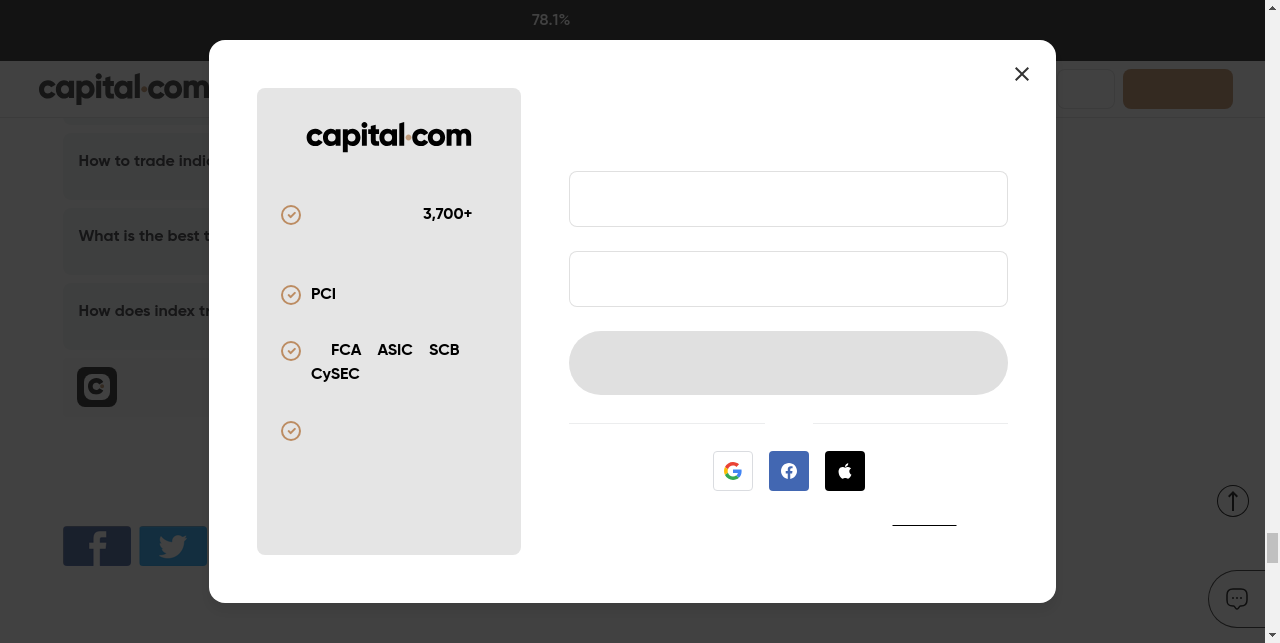 78.1%
capital.com
How to trade indic
What is the best t
How does index tr
capital.com
3,700+
PCI
FCA ASIC SCB
CySEC